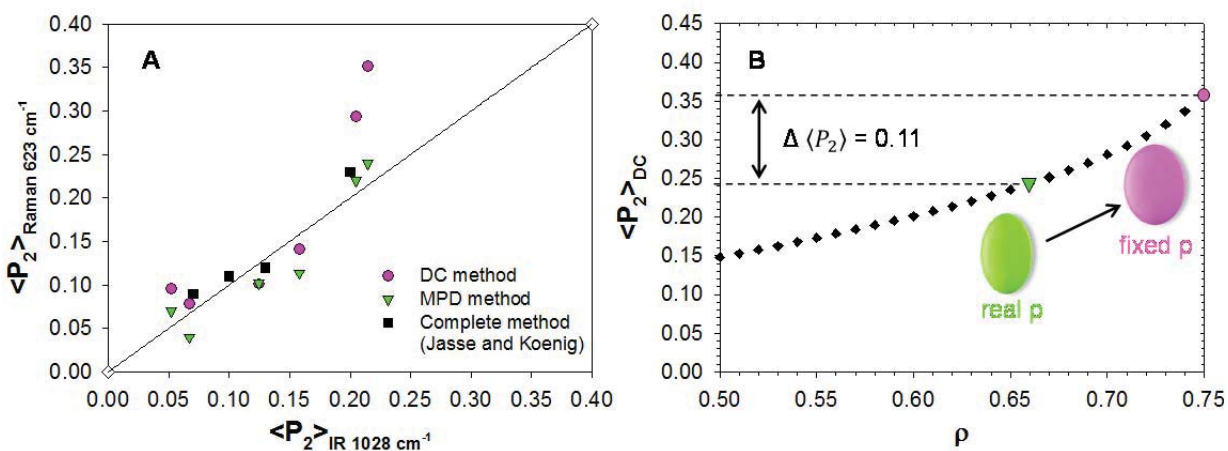 A
0.40
0.35
0.30
0.25
0.20
0.15
0.10
0.05
0.00
<P2>Raman 623 cm-1
DC method
MPD method
Complete method
(Jasse and Koenig)
0.00 0.05 0.10 0.15 0.20 0.25 0.30 0.35 0.40
<P2>IR 1028 cm-1
B
0.45
0.40
0.35
0.30
0.25
0.20
0.15
0.10
0.05
0.00
<P2>DC
Δ ⟨P2⟩ = 0.11
fixed p
real p
0.50 0.55 0.60 0.65 0.70 0.75
ρ